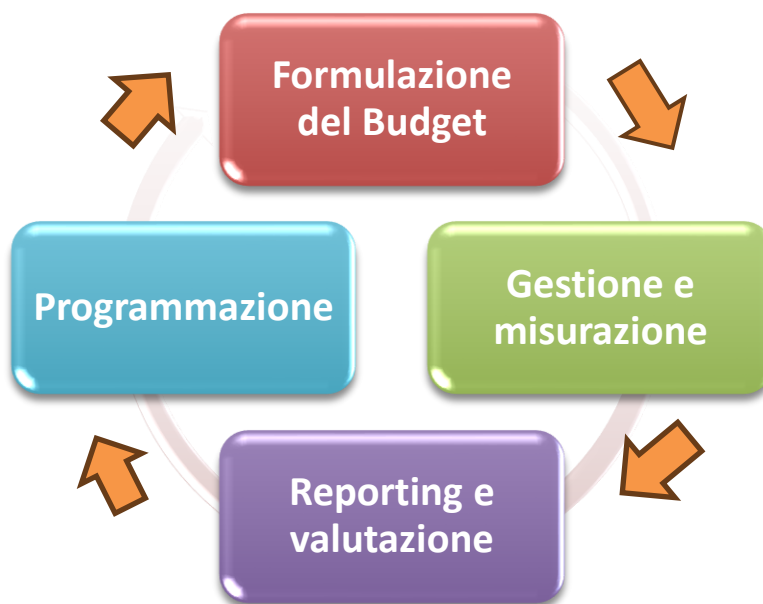 Formulazione
del Budget
Programmazione
Gestione e
misurazione
Reporting e
valutazione